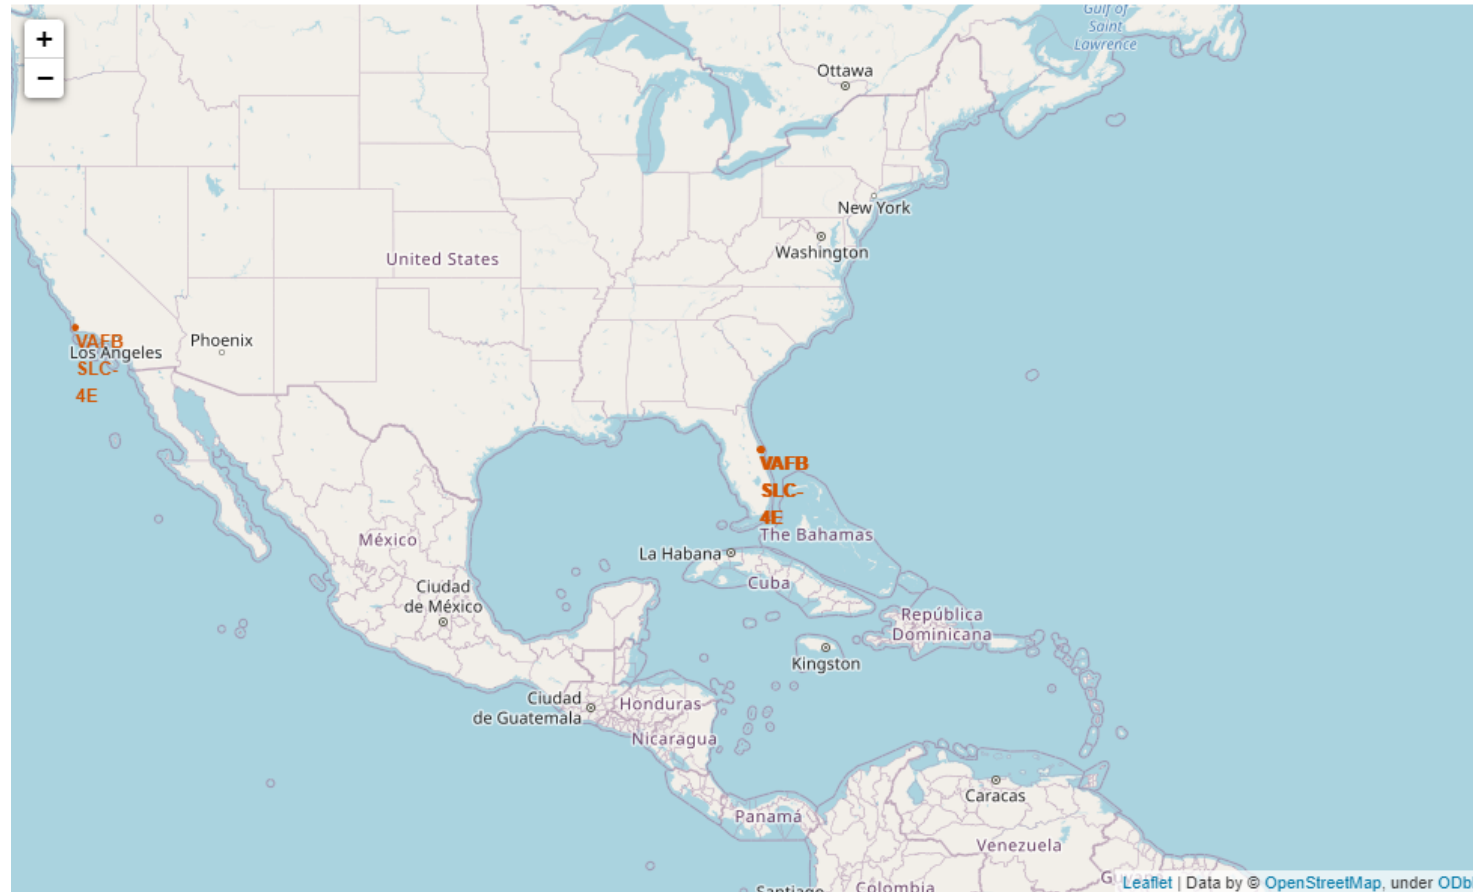 +
−
Gulf of
Saint
Lawrence
Ottawa
New York
Washington
United States
VAFB
SLC-
4E
Los Angeles
Phoenix
VAFB
SLC-
4E
The Bahamas
México
La Habana
Cuba
Ciudad
de México
República
Dominicana
Kingston
Ciudad
de Guatemala
Honduras
Nicaragua
Caracas
Panamá
Venezuela
Colombia
Leaflet | Data by © OpenStreetMap, under ODb